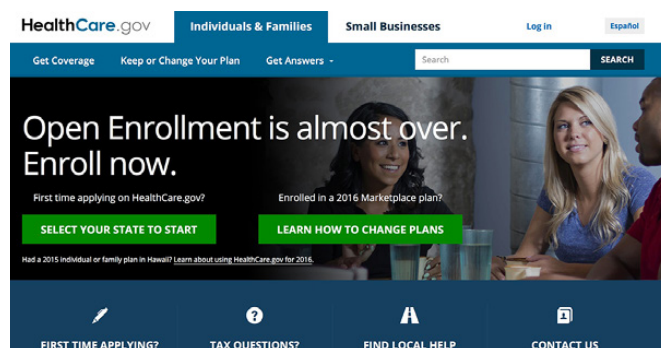 HealthCare.gov
Individuals & Families
Small Businesses
Log in
Español
Get Coverage
Keep or Change Your Plan
Get Answers
Search
SEARCH
Open Enrollment is almost over.
Enroll now.
First time applying on HealthCare.gov?
Enrolled in a 2016 Marketplace plan?
SELECT YOUR STATE TO START
LEARN HOW TO CHANGE PLANS
Had a 2015 individual or family plan in Hawaii? Learn about using HealthCare.gov for 2016.
FIRST TIME APPLYING?
TAX QUESTIONS?
FIND LOCAL HELP
CONTACT US